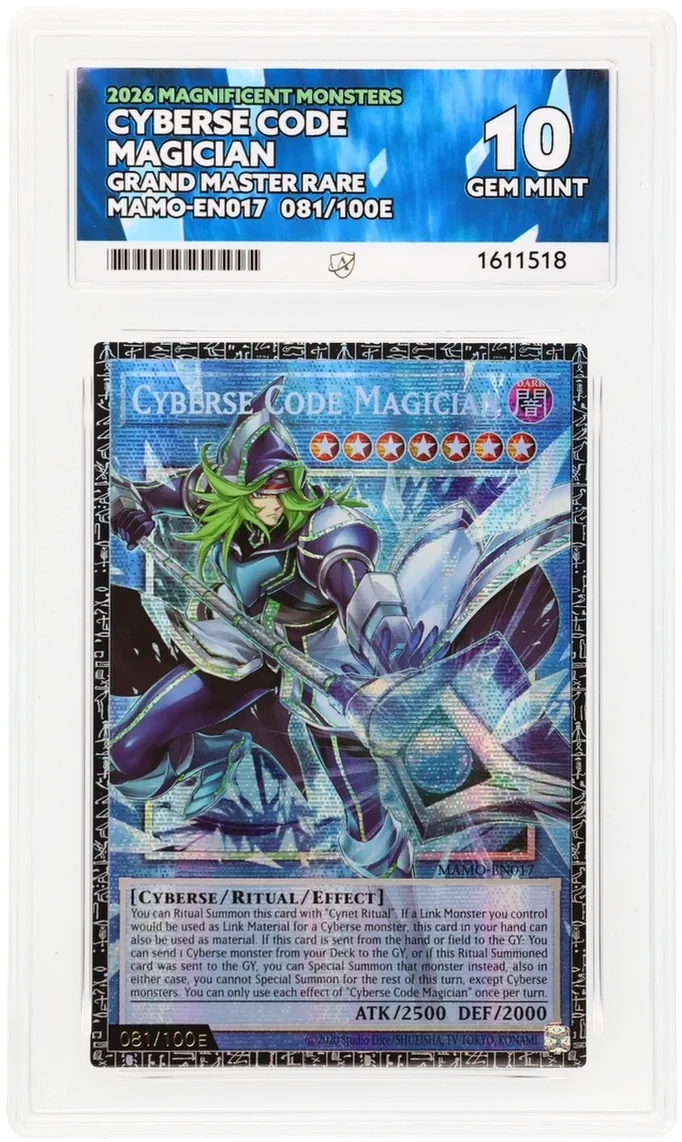 2026 MAGNIFICENT MONSTERS
CYBERSE CODE
MAGICIAN
GRAND MASTER RARE
MAMO-EN017 081/100E
10
GEM MINT
1611518
CYBERSE CODE MAGICIAN
DARK
闇
MAMO-EN017
[CYBERSE/RITUAL/EFFECT]
You can Ritual Summon this card with "Cynet Ritual". If a Link Monster you control
would be used as Link Material for a Cyberse monster, this card in your hand can
also be used as material. If this card is sent from the hand or field to the GY: You
can send 1 Cyberse monster from your Deck to the GY, or if this Ritual Summoned
card was sent to the GY, you can Special Summon that monster instead, also in
either case, you cannot Special Summon for the rest of this turn, except Cyberse
monsters. You can only use each effect of "Cyberse Code Magician" once per turn.
ATK/2500 DEF/2000
081/100E
©2020 Studio Dice/SHUEISHA, TV TOKYO, KONAMI